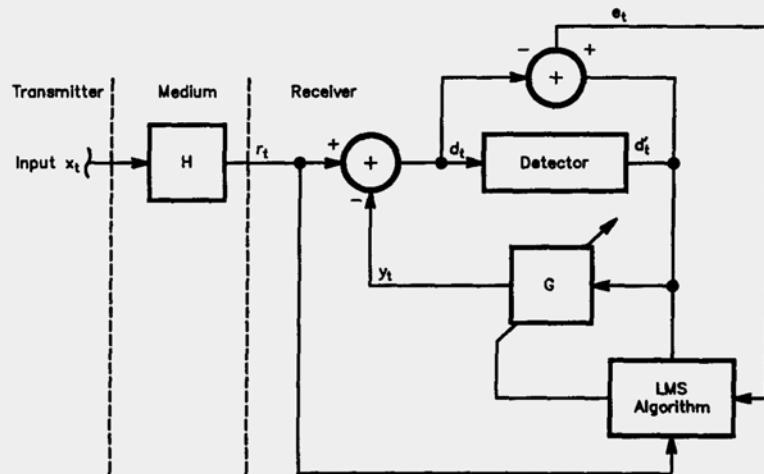 e_t
- +
+
Transmitter
Medium
Receiver
Input x_t
H
r_t
+
+
-
d_t
Detector
d'_t
y_t
G
LMS
Algorithm